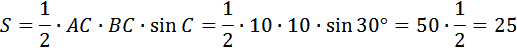 S = 1/2 · AC · BC · sin C = 1/2 · 10 · 10 · sin 30° = 50 · 1/2 = 25